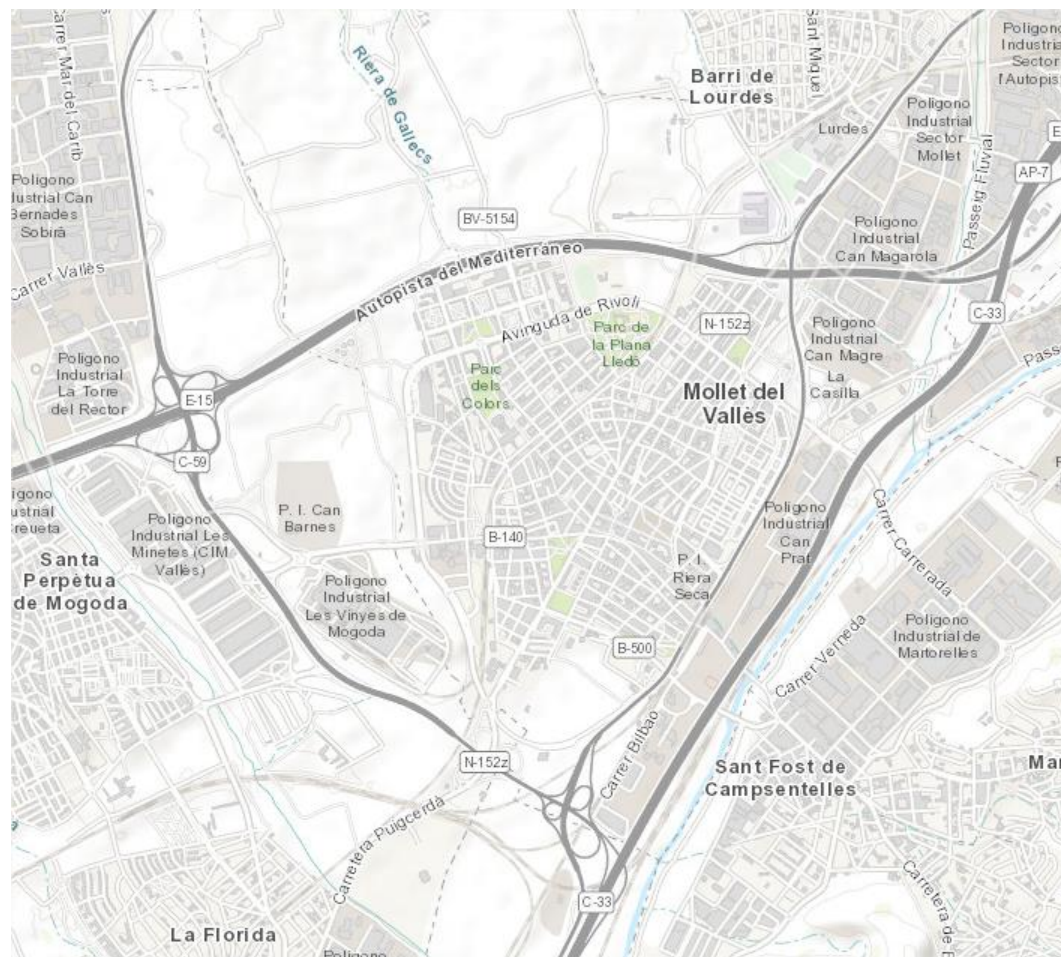 Carrer Mar del Carib
Riera de Gallecs
Sant Miquel
Barri de
Lourdes
Lurdes
Poligono
Industrial
Sector
Mollet
Sector
AP-7
Poligono
ustrial Can
Bernades
Sobirà
BV-5154
Passeig Fluvial
Poligono
Industrial
Can Magarola
Autopista del Mediterráneo
Carrer Vallès
Avinguda de Rivoli
Parc de
la Plana
Lledó
N-152z
C-33
Poligono
Industrial
Can Magre
La
Casilla
Poligono
Industrial
La Torre
del Rector
E-15
Parc
dels
Colors
Mollet del
Vallès
C-59
P. I. Can
Barnes
Poligono
Industrial Les
Minetes (CIM
Vallès)
B-140
Poligono
Industrial
Can
Prat
Carrer Carrerada
Santa
Perpètua
de Mogoda
Poligono
Industrial
Les Vinyes de
Mogoda
P. I.
Riera
Seca
B-500
Carrer Verneda
Poligono
Industrial de
Martorelles
Carrer Bilbao
N-152z
Sant Fost de
Campsentelles
Carretera Puigcerdà
C-33
Carretera de
La Florida